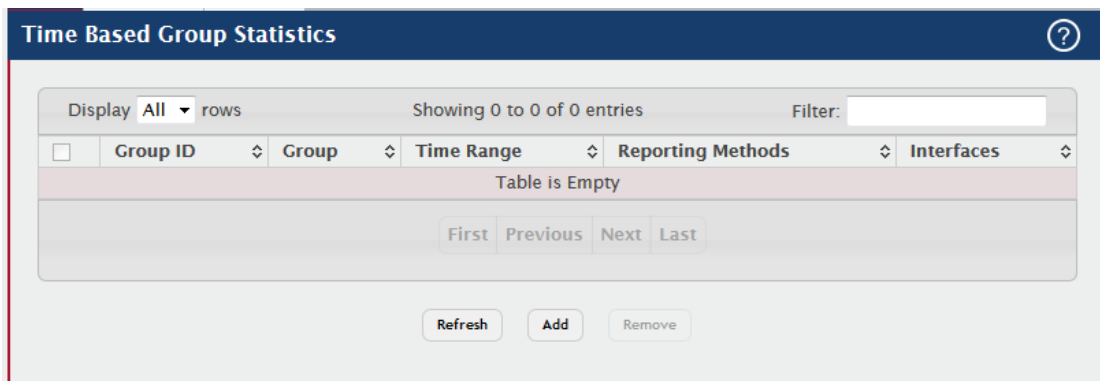 Time Based Group Statistics ?
Display All rows Showing 0 to 0 of 0 entries Filter:
Group ID Group Time Range Reporting Methods Interfaces
Table is Empty
First Previous Next Last
Refresh Add Remove